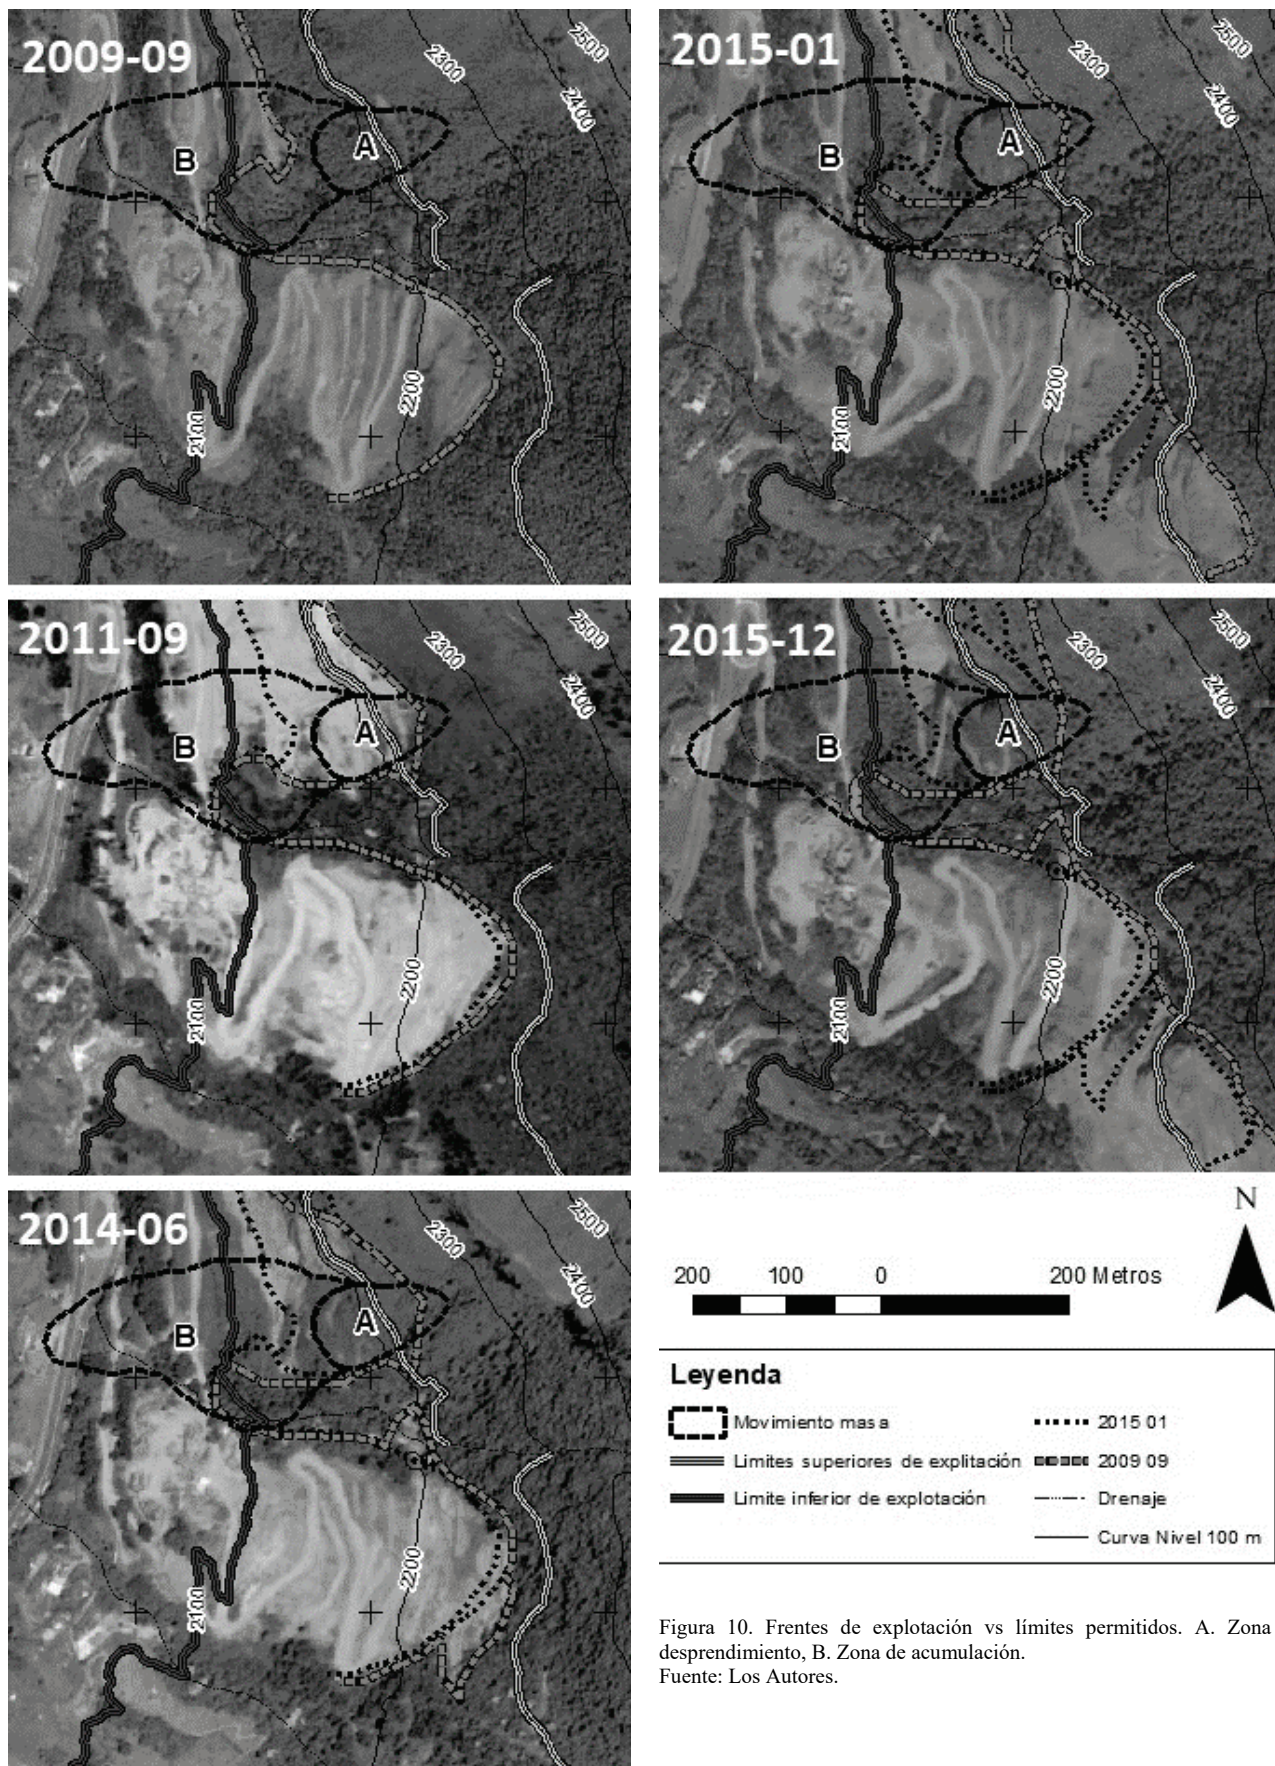 2009-09
2500
2300
2400
A
B
2200
2100
2015-01
2500
2300
2400
A
B
2200
2100
2011-09
2500
2300
2400
A
B
2200
2100
2015-12
2500
2300
2400
A
B
2200
2100
2014-06
2500
2300
2400
A
B
2200
2100
N
200 100 0 200 Metros
Leyenda
Movimiento masa
Limites superiores de explitación
Limite inferior de explotación
2015 01
2009 09
Drenaje
Curva Nivel 100 m
Figura 10. Frentes de explotación vs límites permitidos. A. Zona
desprendimiento, B. Zona de acumulación.
Fuente: Los Autores.